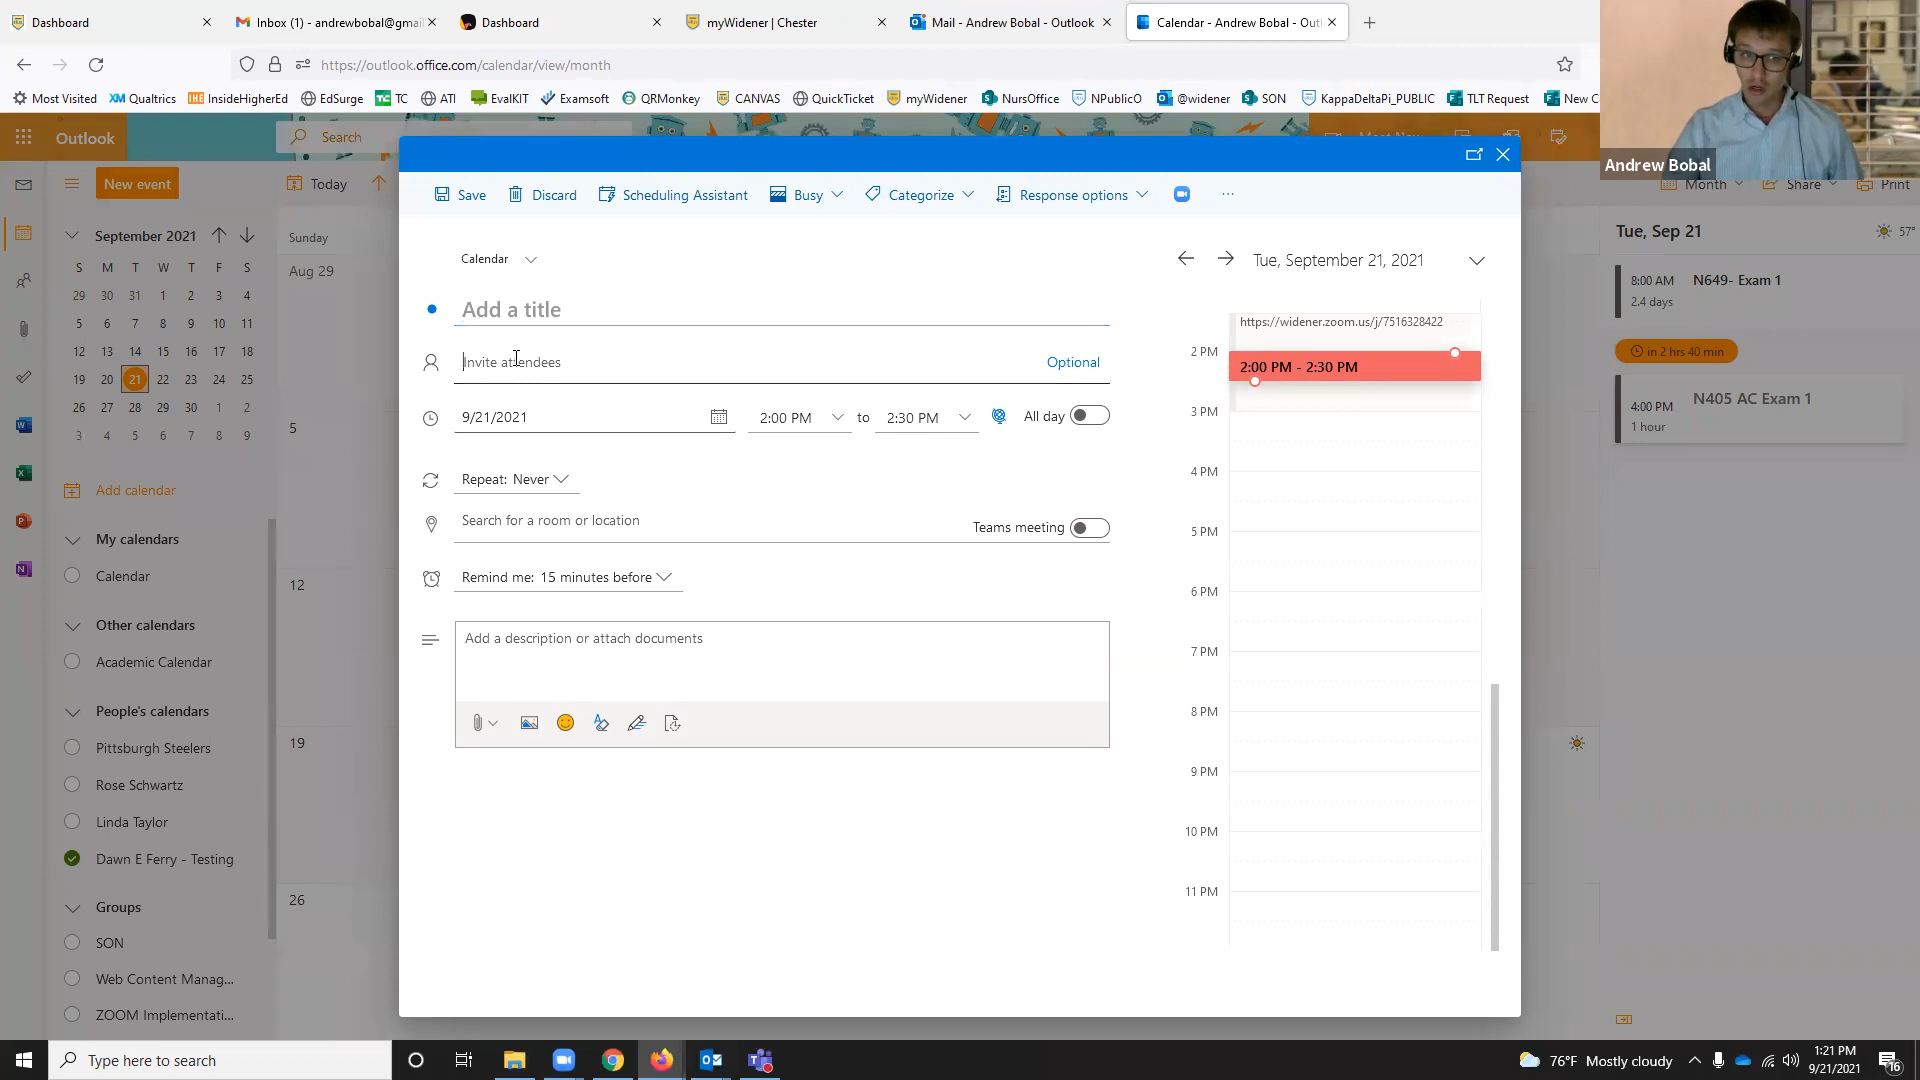 Dashboard
Inbox (1) - andrewbobal@gmai
Dashboard
myWidener | Chester
Mail - Andrew Bobal - Outlook
Calendar - Andrew Bobal - Out
https://outlook.office.com/calendar/view/month
Most Visited
XM Qualtrics
IHE InsideHigherEd
EdSurge
TC TC
ATI
EvalKIT
Examsoft
QRMonkey
CANVAS
QuickTicket
myWidener
NursOffice
NPublicO
@widener
SON
KappaDeltaPi_PUBLIC
TLT Request
New C
Outlook
Search
Andrew Bobal
New event
Today
Month
Share
Print
Save
Discard
Scheduling Assistant
Busy
Categorize
Response options
September 2021
S M T W T F S
29 30 31 1 2 3 4
5 6 7 8 9 10 11
12 13 14 15 16 17 18
19 20 21 22 23 24 25
26 27 28 29 30 1 2
3 4 5 6 7 8 9
Add calendar
My calendars
Calendar
Other calendars
Academic Calendar
People's calendars
Pittsburgh Steelers
Rose Schwartz
Linda Taylor
Dawn E Ferry - Testing
Groups
SON
Web Content Manag...
ZOOM Implementati...
Sunday
Aug 29
5
12
19
26
Calendar
Add a title
Invite attendees
Optional
9/21/2021
2:00 PM
to
2:30 PM
All day
Repeat: Never
Search for a room or location
Teams meeting
Remind me: 15 minutes before
Add a description or attach documents
Tue, September 21, 2021
https://widener.zoom.us/j/7516328422
2 PM
2:00 PM - 2:30 PM
3 PM
4 PM
5 PM
6 PM
7 PM
8 PM
9 PM
10 PM
11 PM
Tue, Sep 21
57°
8:00 AM N649- Exam 1
2.4 days
in 2 hrs 40 min
4:00 PM N405 AC Exam 1
1 hour
Type here to search
76°F Mostly cloudy
1:21 PM
9/21/2021
16